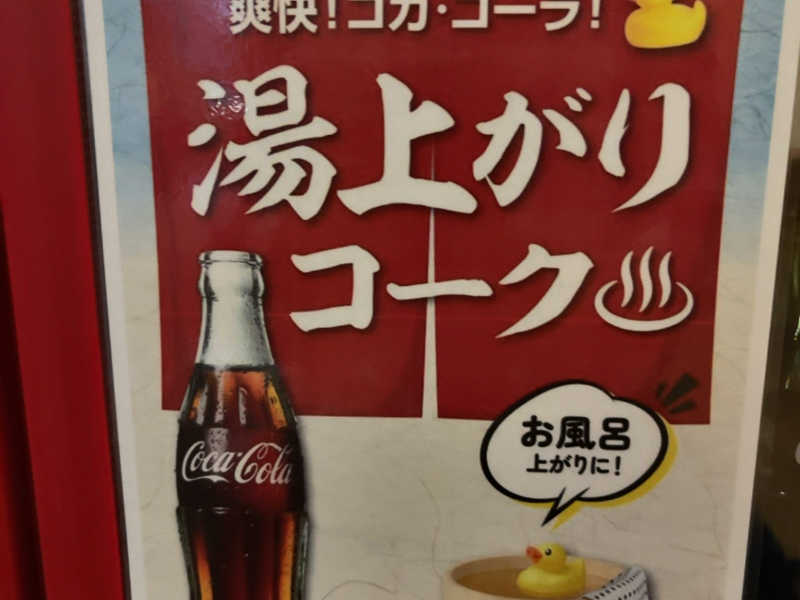 爽快!コカ・コーラ!
湯上がり
コーク♨
Coca-Cola
お風呂
上がりに!